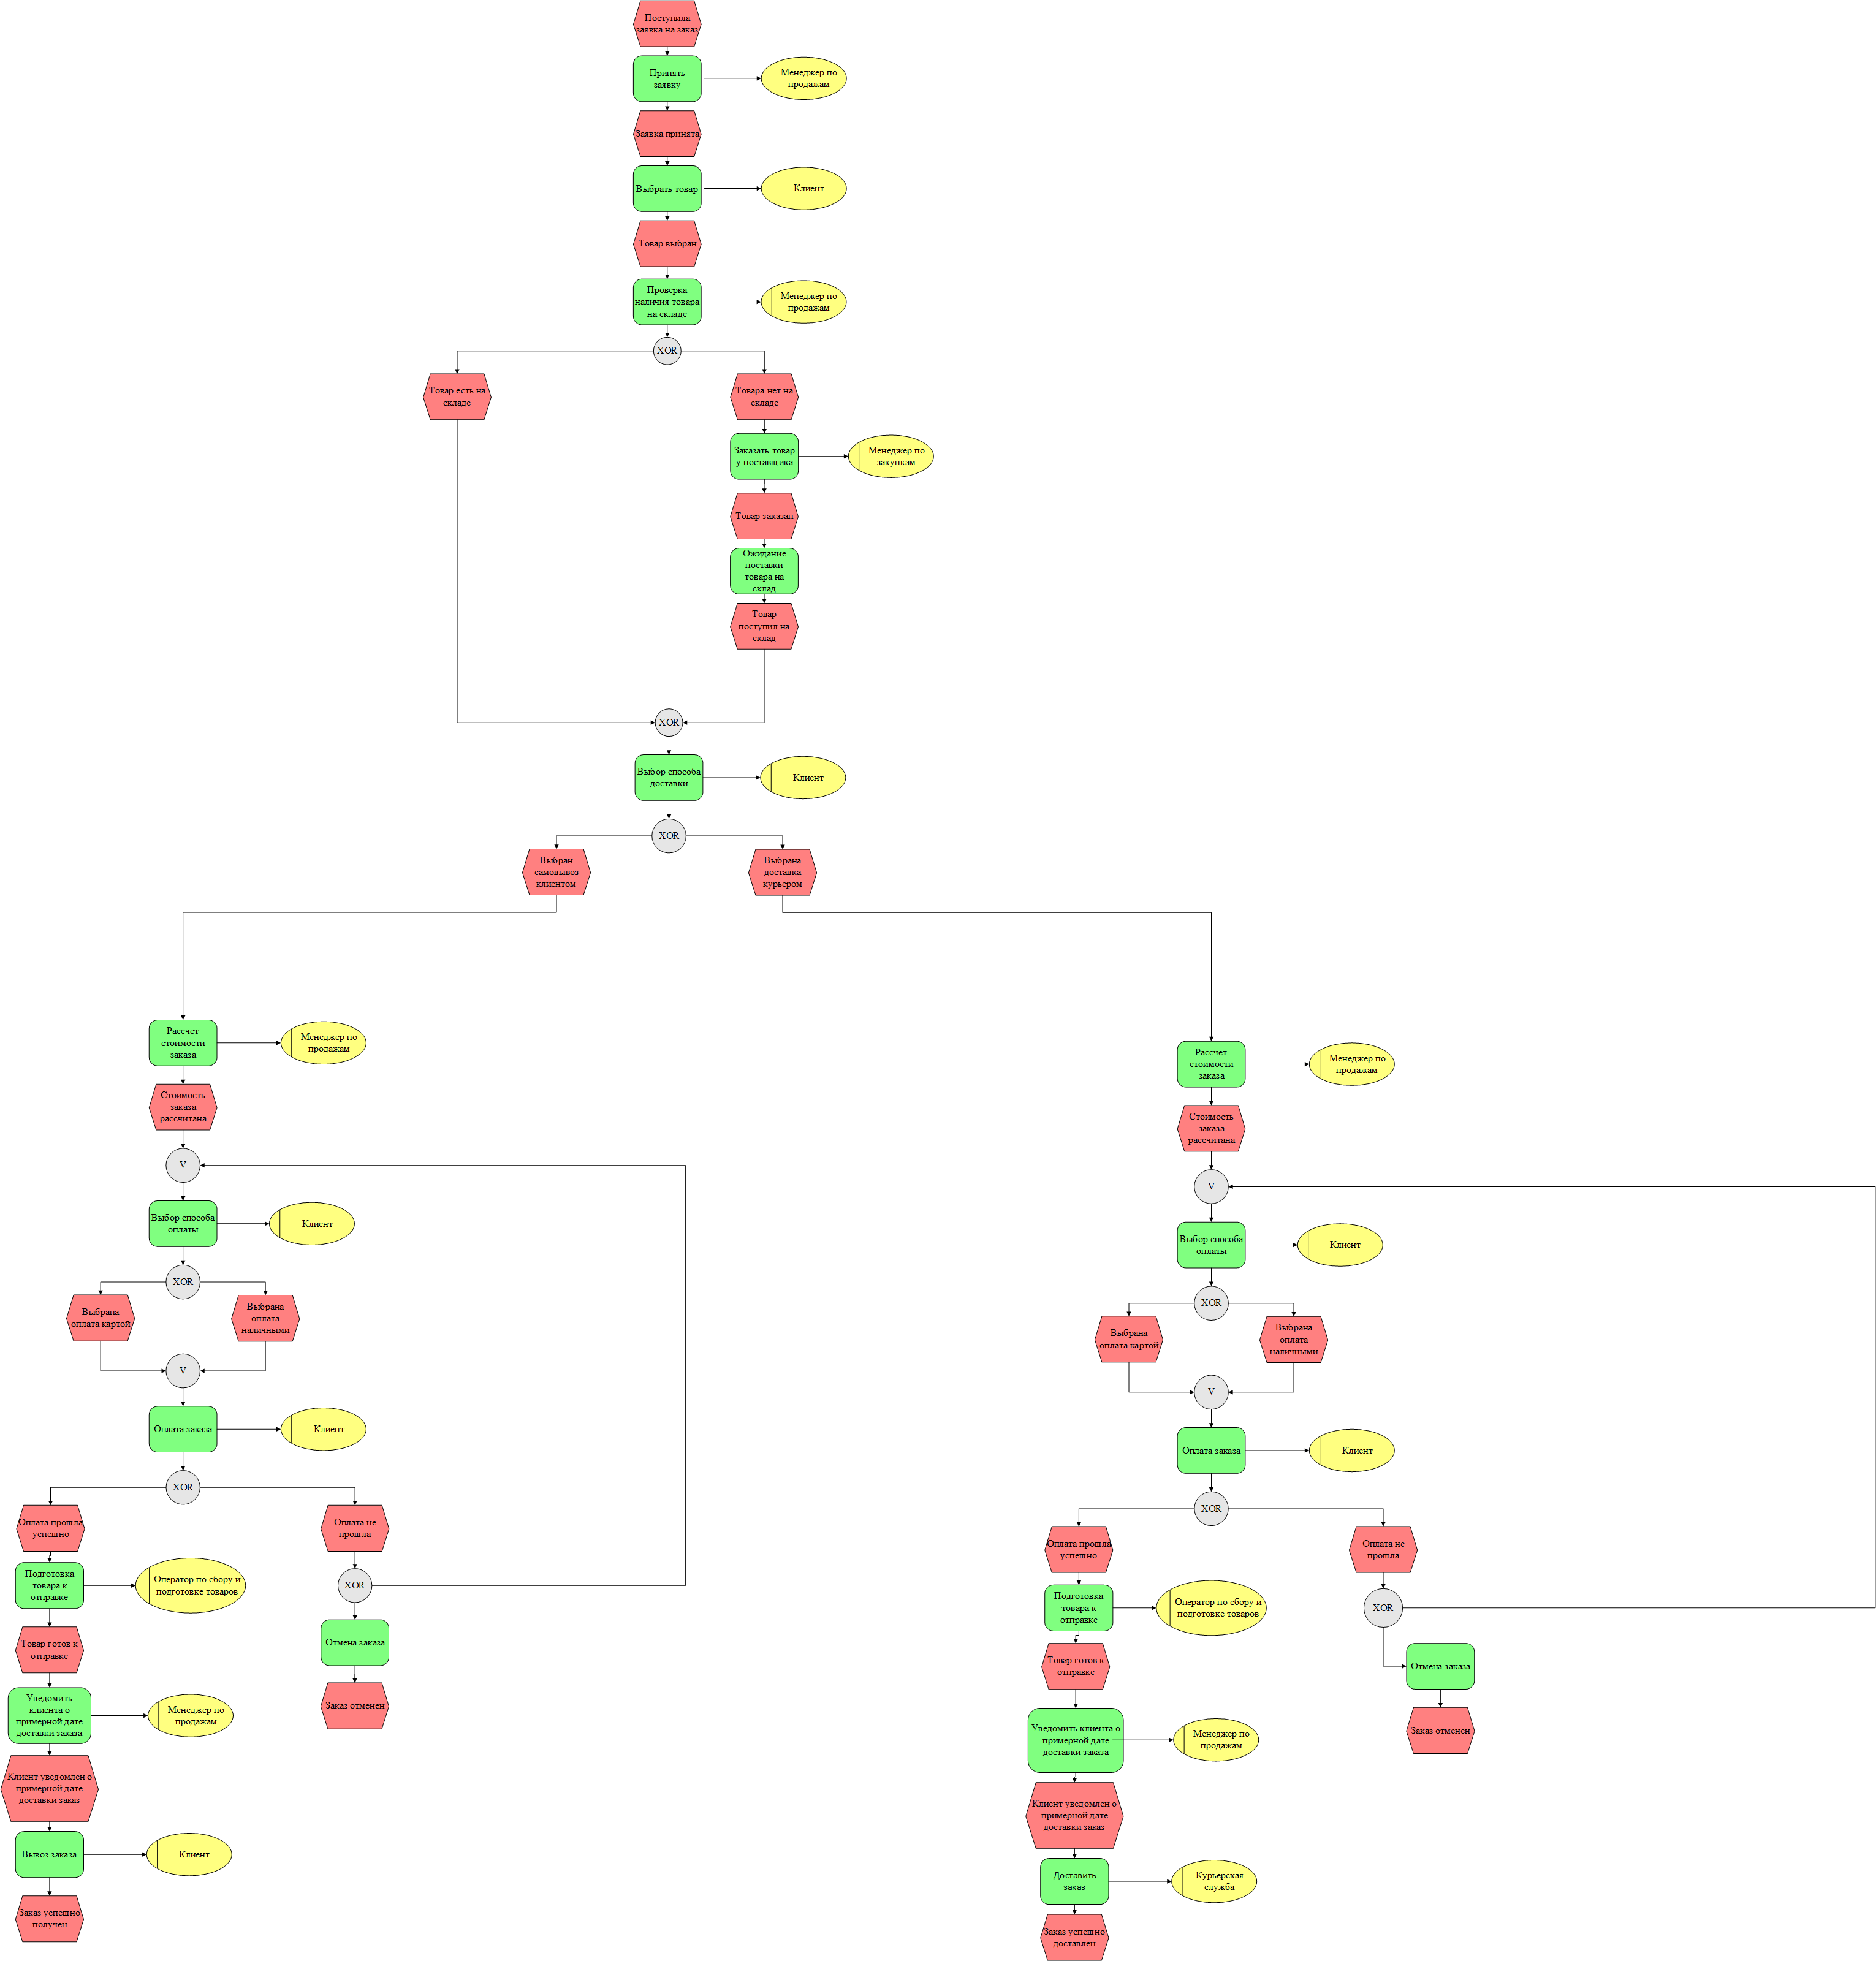 Поступила
заявка на заказ
Принять
заявку
Менеджер по
продажам
Заявка принята
Выбрать товар
Клиент
Товар выбран
Проверка
наличия товара
на складе
Менеджер по
продажам
XOR
Товар есть на
складе
Товара нет на
складе
Заказать товар
у поставщика
Менеджер по
закупкам
Товар заказан
Ожидание
поставки
товара на
склад
Товар
поступил на
склад
XOR
Выбор способа
доставки
Клиент
XOR
Выбран
самовывоз
клиентом
Выбрана
доставка
курьером
Рассчет
стоимости
заказа
Менеджер по
продажам
Стоимость
заказа
рассчитана
V
Выбор способа
оплаты
Клиент
XOR
Выбрана
оплата картой
Выбрана
оплата
наличными
V
Оплата заказа
Клиент
XOR
Оплата прошла
успешно
Оплата не
прошла
Подготовка
товара к
отправке
Оператор по сбору и
подготовке товаров
XOR
Отмена заказа
Товар готов к
отправке
Заказ отменен
Уведомить
клиента о
примерной дате
доставки заказа
Менеджер по
продажам
Клиент уведомлен о
примерной дате
доставки заказ
Вывоз заказа
Клиент
Заказ успешно
получен
Рассчет
стоимости
заказа
Менеджер по
продажам
Стоимость
заказа
рассчитана
V
Выбор способа
оплаты
Клиент
XOR
Выбрана
оплата картой
Выбрана
оплата
наличными
V
Оплата заказа
Клиент
XOR
Оплата прошла
успешно
Оплата не
прошла
Подготовка
товара к
отправке
Оператор по сбору и
подготовке товаров
XOR
Товар готов к
отправке
Отмена заказа
Заказ отменен
Уведомить клиента о
примерной дате
доставки заказа
Менеджер по
продажам
Клиент уведомлен о
примерной дате
доставки заказ
Доставить
заказ
Курьерская
служба
Заказ успешно
доставлен